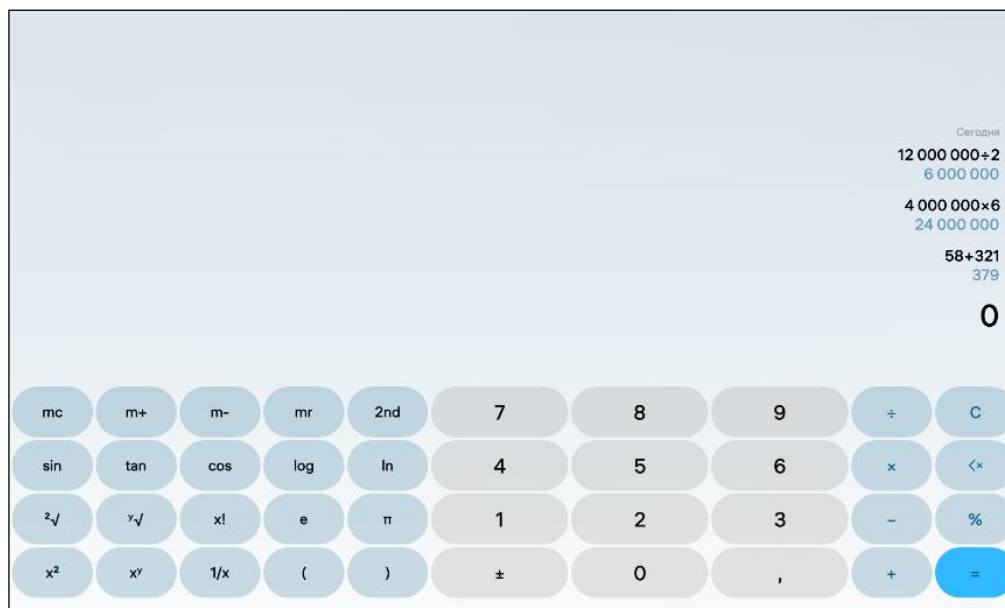 Сегодня
12 000 000÷2
6 000 000
4 000 000×6
24 000 000
58+321
379
0
mc m+ m- mr 2nd 7 8 9 ÷ C
sin tan cos log ln 4 5 6 × <×
²√ ʸ√ x! e π 1 2 3 − %
x² xʸ 1/x ( ) ± 0 , + =